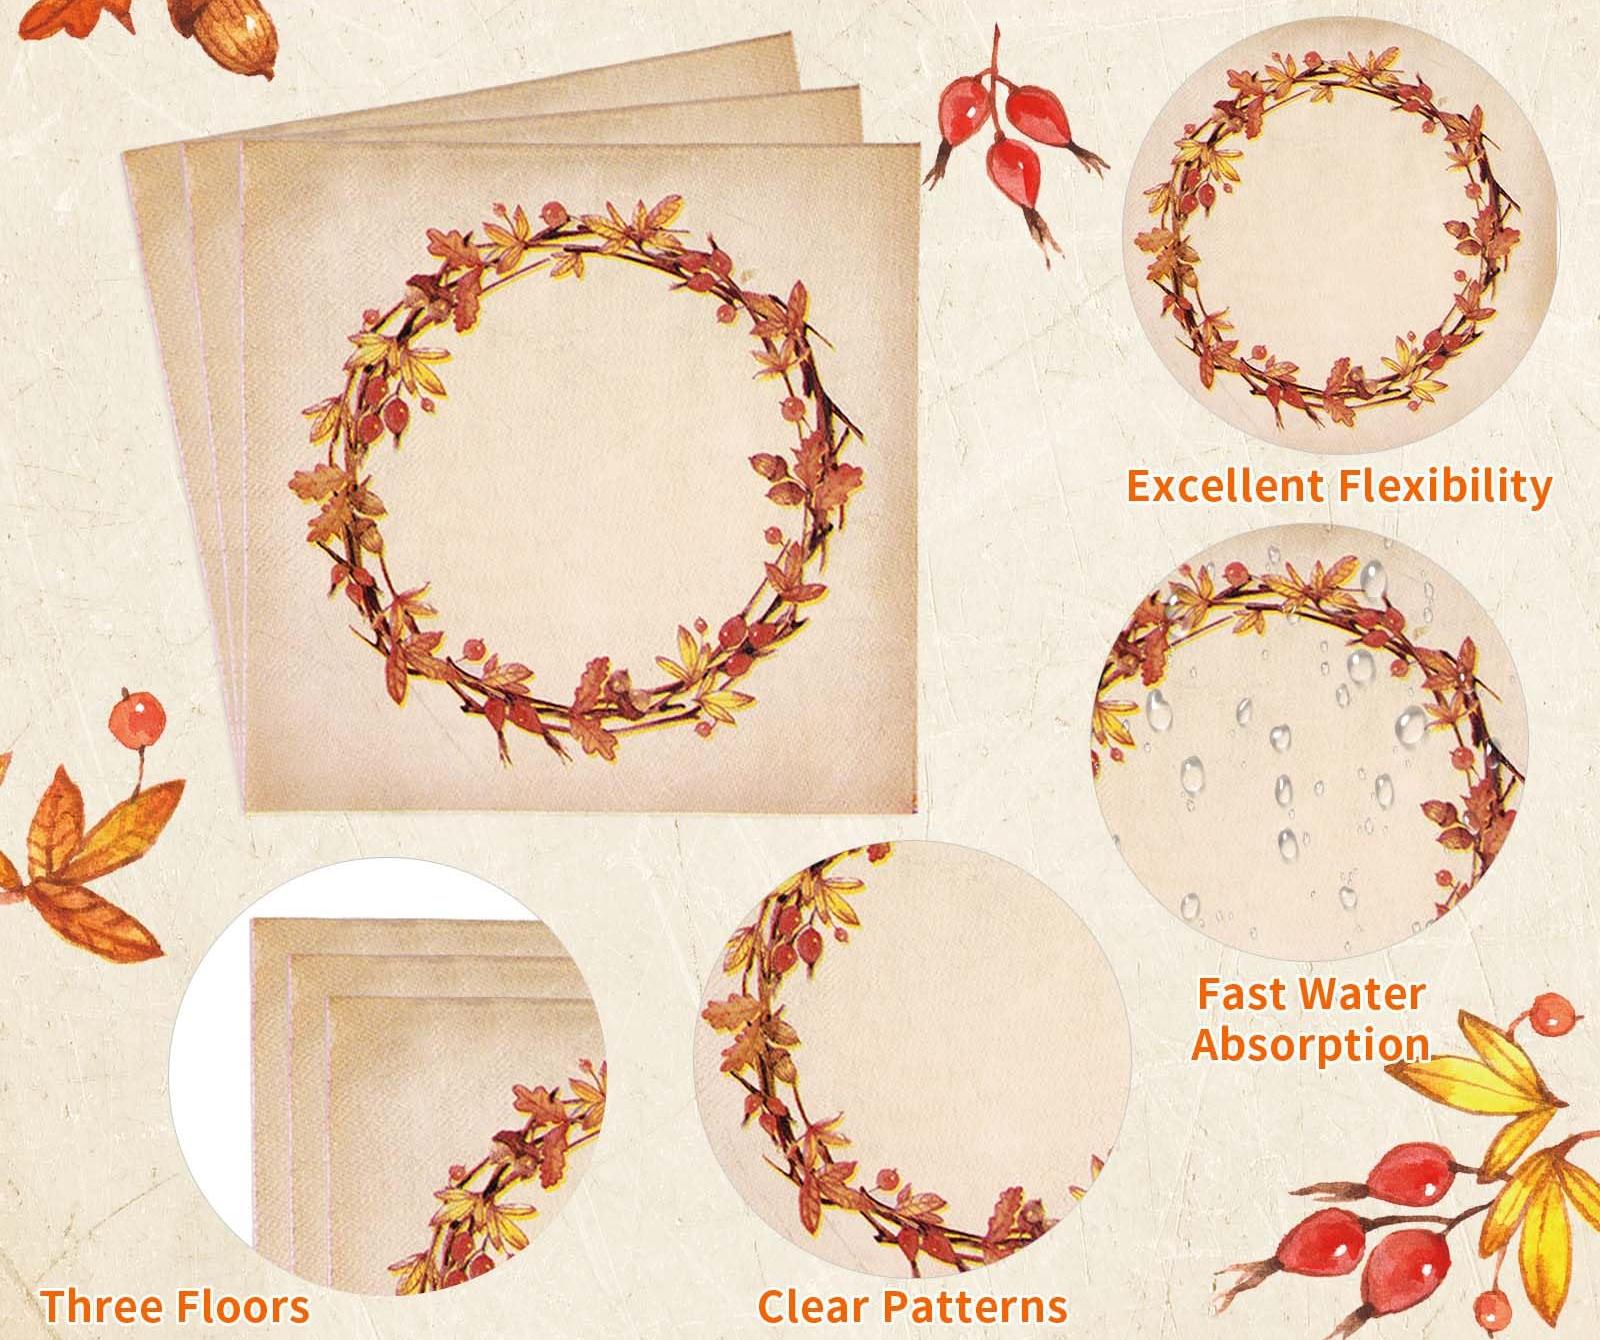 Excellent Flexibility
Fast Water
Absorption
Three Floors
Clear Patterns